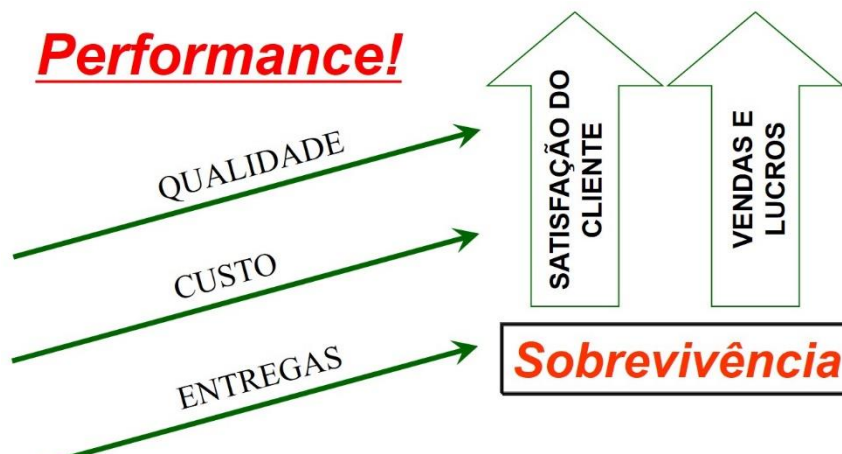 Performance!
QUALIDADE
CUSTO
ENTREGAS
SATISFAÇÃO DO
CLIENTE
VENDAS E
LUCROS
Sobrevivência